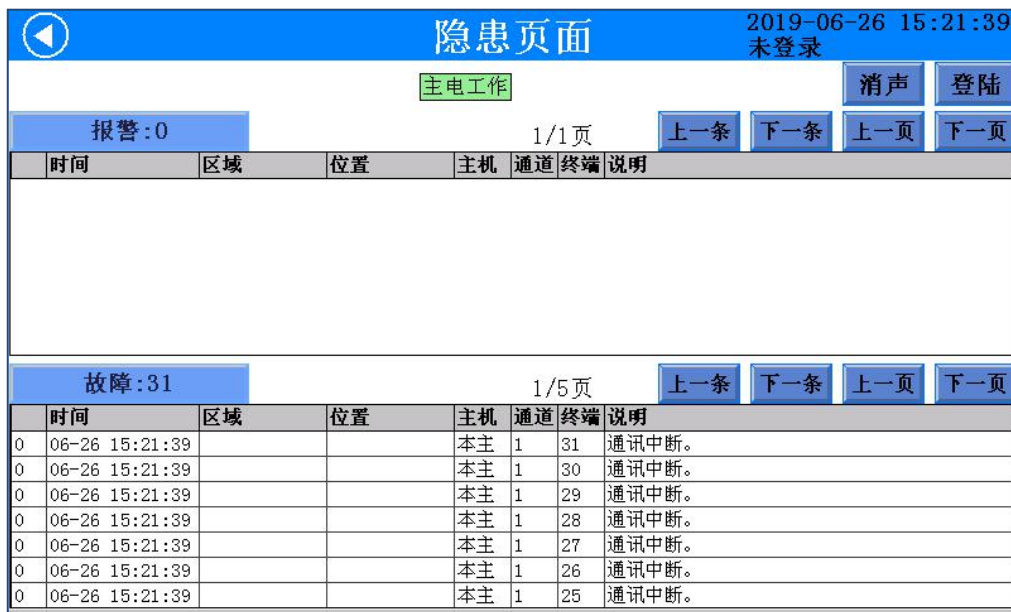 隐患页面
2019-06-26 15:21:39
未登录
主电工作
消声 登陆
报警:0 1/1页 上一条 下一条 上一页 下一页
时间 区域 位置 主机 通道 终端 说明
故障:31 1/5页 上一条 下一条 上一页 下一页
时间 区域 位置 主机 通道 终端 说明
0 06-26 15:21:39 本主 1 31 通讯中断。
0 06-26 15:21:39 本主 1 30 通讯中断。
0 06-26 15:21:39 本主 1 29 通讯中断。
0 06-26 15:21:39 本主 1 28 通讯中断。
0 06-26 15:21:39 本主 1 27 通讯中断。
0 06-26 15:21:39 本主 1 26 通讯中断。
0 06-26 15:21:39 本主 1 25 通讯中断。